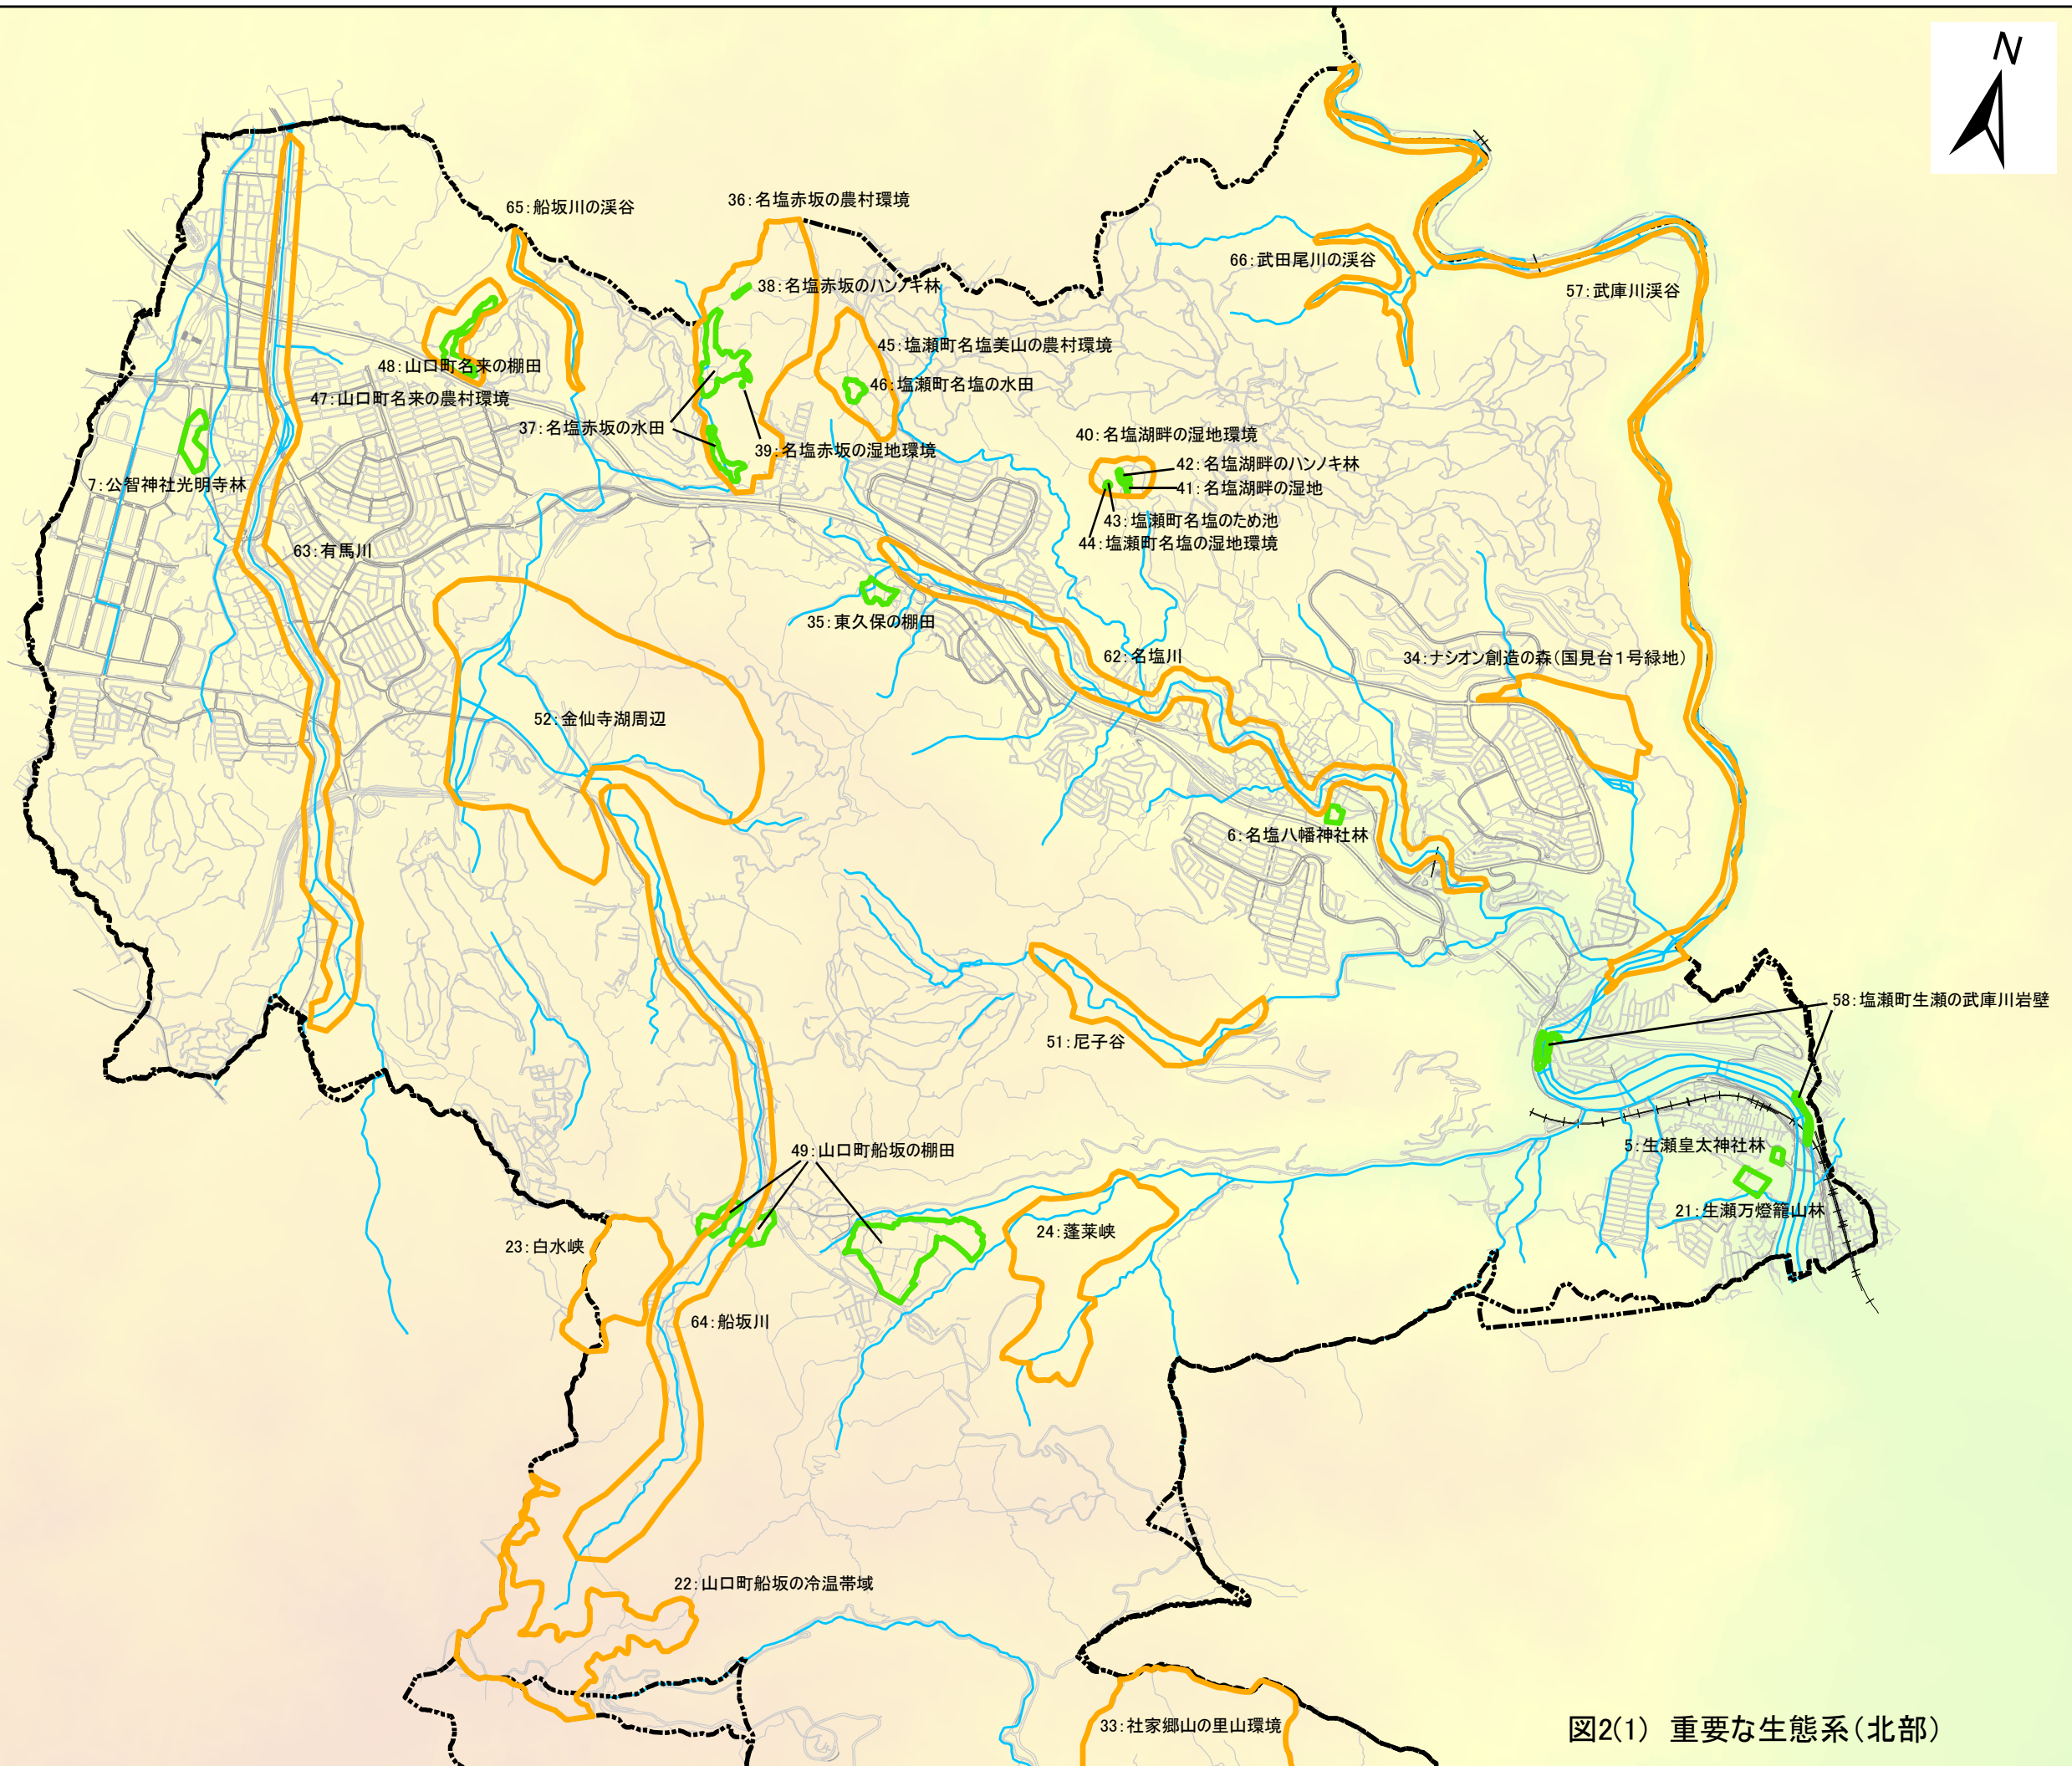 N
65:船坂川の渓谷
36:名塩赤坂の農村環境
66:武田尾川の渓谷
57:武庫川渓谷
38:名塩赤坂のハンノキ林
45:塩瀬町名塩美山の農村環境
48:山口町名来の棚田
46:塩瀬町名塩の水田
47:山口町名来の農村環境
37:名塩赤坂の水田
40:名塩湖畔の湿地環境
39:名塩赤坂の湿地環境
42:名塩湖畔のハンノキ林
7:公智神社光明寺林
41:名塩湖畔の湿地
43:塩瀬町名塩のため池
44:塩瀬町名塩の湿地環境
63:有馬川
35:東久保の棚田
62:名塩川
34:ナシオン創造の森(国見台1号緑地)
52:金仙寺湖周辺
6:名塩八幡神社林
58:塩瀬町生瀬の武庫川岩壁
51:尼子谷
5:生瀬皇太神社林
49:山口町船坂の棚田
21:生瀬万燈籠山林
24:蓬莱峡
23:白水峡
64:船坂川
22:山口町船坂の冷温帯域
33:社家郷山の里山環境
図2(1) 重要な生態系(北部)